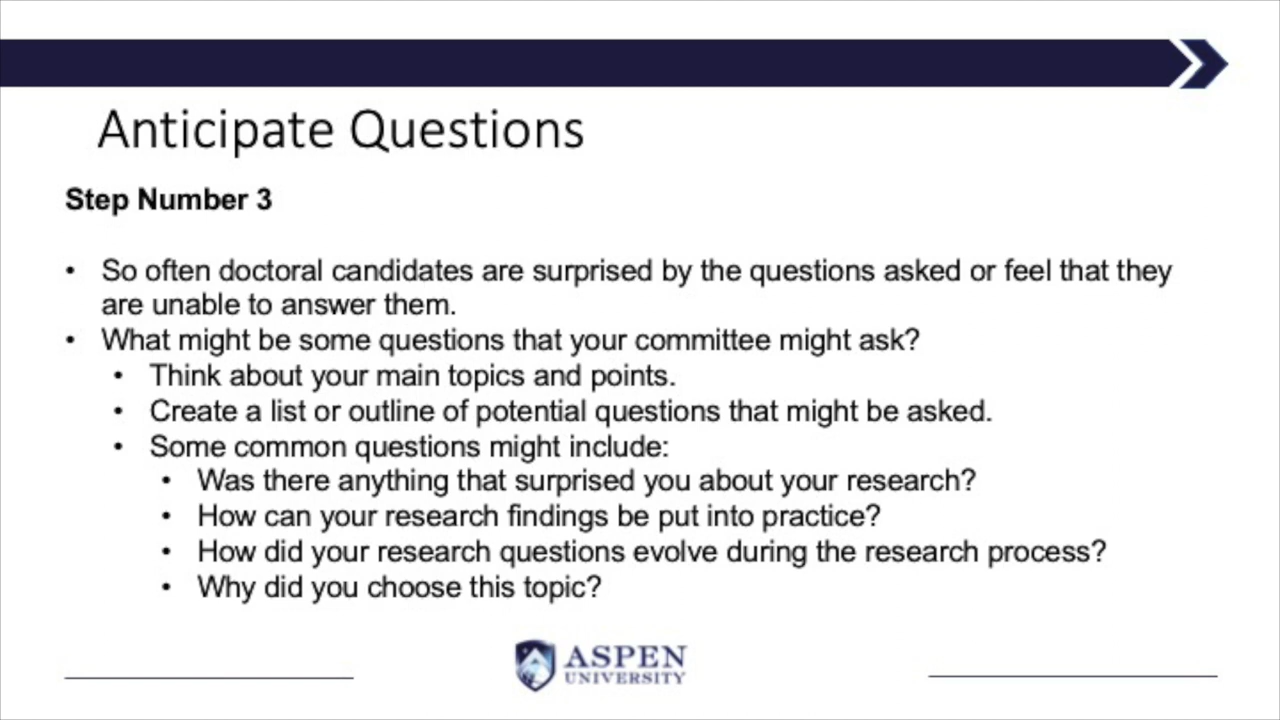 Anticipate Questions
Step Number 3
• So often doctoral candidates are surprised by the questions asked or feel that they
are unable to answer them.
• What might be some questions that your committee might ask?
• Think about your main topics and points.
• Create a list or outline of potential questions that might be asked.
• Some common questions might include:
• Was there anything that surprised you about your research?
• How can your research findings be put into practice?
• How did your research questions evolve during the research process?
• Why did you choose this topic?
ASPEN
UNIVERSITY